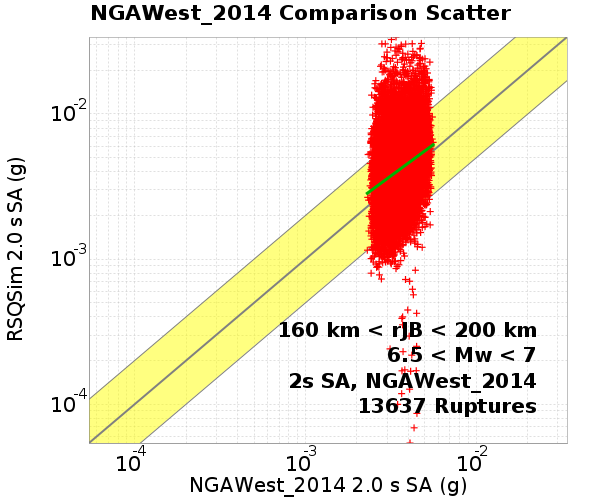 NGAWest_2014 Comparison Scatter
RSQSim 2.0 s SA (g)
10-2
10-3
10-4
160 km < rJB < 200 km
6.5 < Mw < 7
2s SA, NGAWest_2014
13637 Ruptures
10-4 10-3 10-2
NGAWest_2014 2.0 s SA (g)